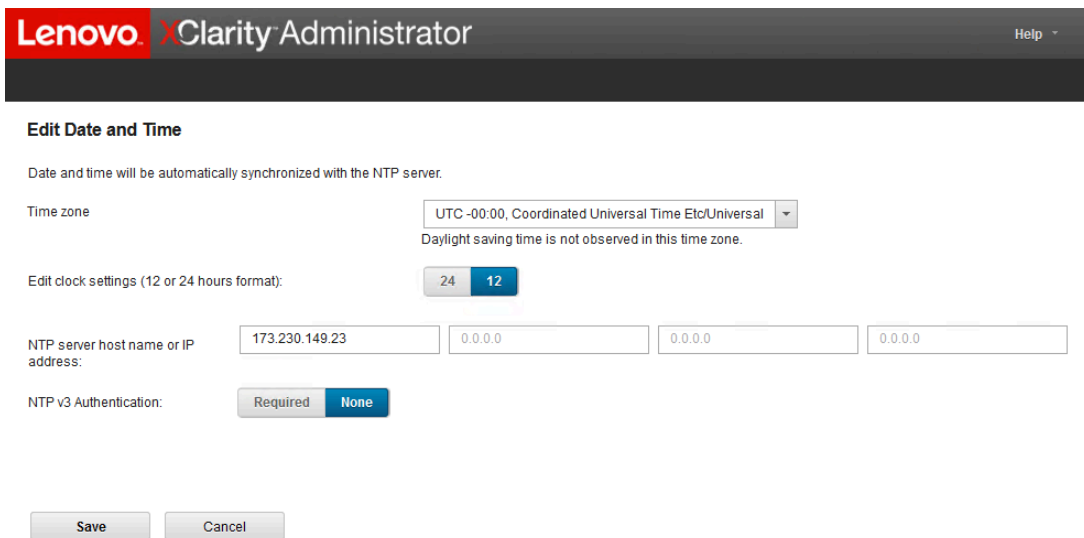 Lenovo. XClarity Administrator Help
Edit Date and Time
Date and time will be automatically synchronized with the NTP server.
Time zone UTC -00:00, Coordinated Universal Time Etc/Universal
Daylight saving time is not observed in this time zone.
Edit clock settings (12 or 24 hours format): 24 12
NTP server host name or IP address: 173.230.149.23 0.0.0.0 0.0.0.0 0.0.0.0
NTP v3 Authentication: Required None
Save Cancel